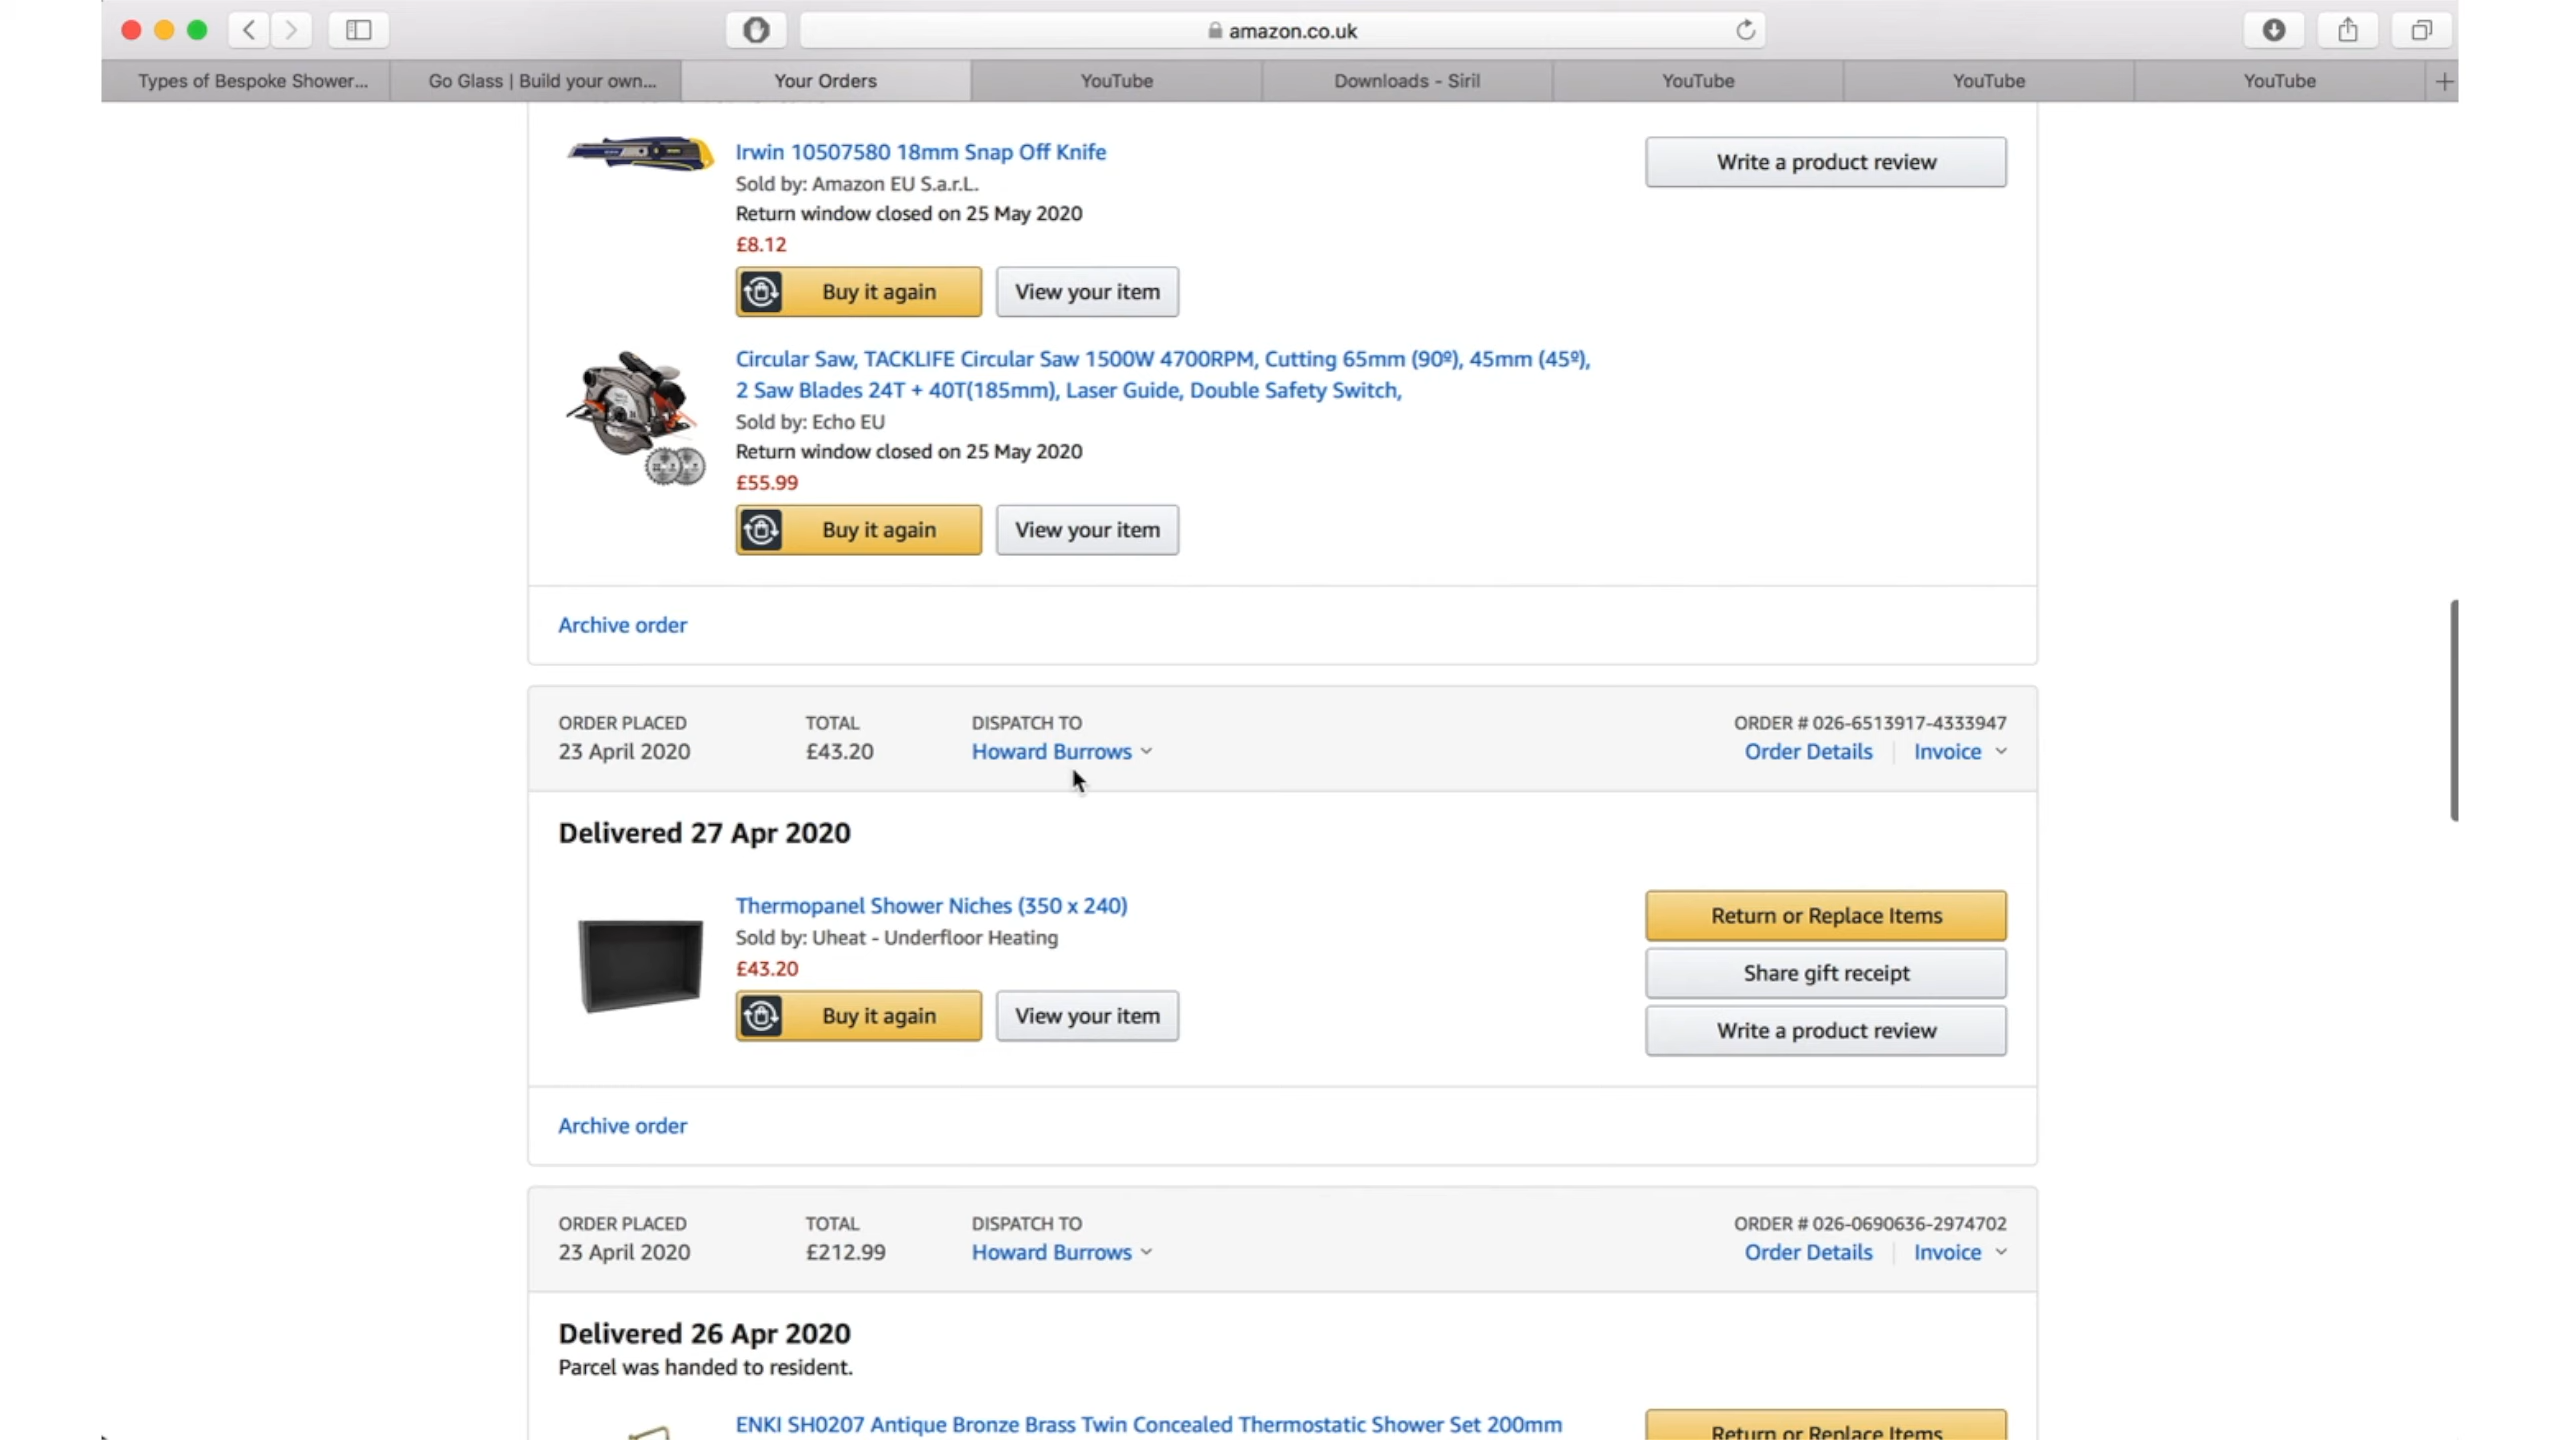 amazon.co.uk
Types of Bespoke Shower...
Go Glass | Build your own...
Your Orders
YouTube
Downloads - Siril
YouTube
YouTube
YouTube
Irwin 10507580 18mm Snap Off Knife
Sold by: Amazon EU S.a.r.L.
Return window closed on 25 May 2020
£8.12
Buy it again
View your item
Write a product review
Circular Saw, TACKLIFE Circular Saw 1500W 4700RPM, Cutting 65mm (90º), 45mm (45º),
2 Saw Blades 24T + 40T(185mm), Laser Guide, Double Safety Switch,
Sold by: Echo EU
Return window closed on 25 May 2020
£55.99
Buy it again
View your item
Archive order
ORDER PLACED
23 April 2020
TOTAL
£43.20
DISPATCH TO
Howard Burrows
ORDER # 026-6513917-4333947
Order Details
Invoice
Delivered 27 Apr 2020
Thermopanel Shower Niches (350 x 240)
Sold by: Uheat - Underfloor Heating
£43.20
Buy it again
View your item
Return or Replace Items
Share gift receipt
Write a product review
Archive order
ORDER PLACED
23 April 2020
TOTAL
£212.99
DISPATCH TO
Howard Burrows
ORDER # 026-0690636-2974702
Order Details
Invoice
Delivered 26 Apr 2020
Parcel was handed to resident.
ENKI SH0207 Antique Bronze Brass Twin Concealed Thermostatic Shower Set 200mm
Return or Replace Items